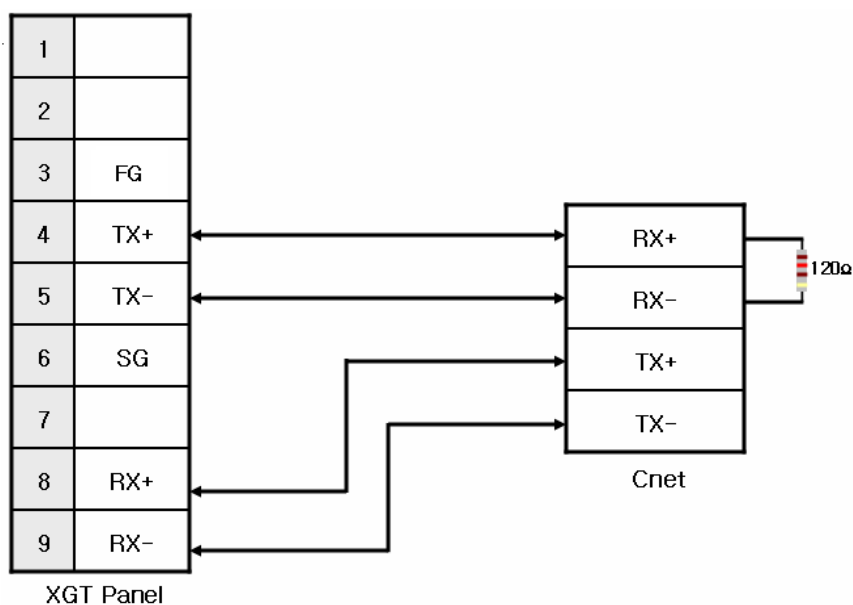 1
2
3 FG
4 TX+ RX+
120Ω
5 TX- RX-
6 SG TX+
7 TX-
8 RX+ Cnet
9 RX-
XGT Panel